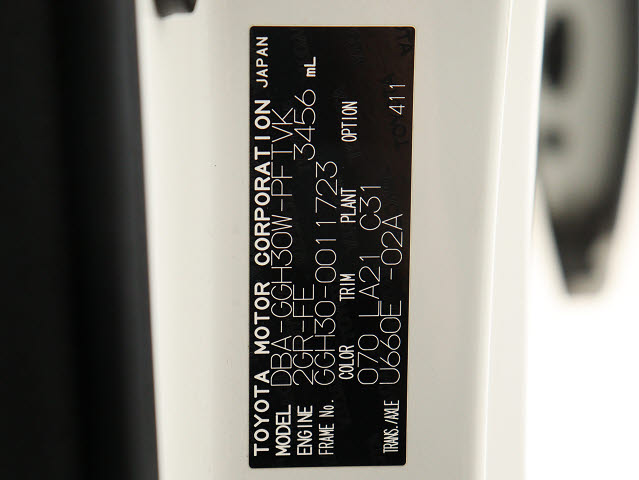 TOYOTA MOTOR CORPORATION JAPAN
MODEL DBA-GGH30W-PFTVK
ENGINE 2GR-FE 3456 mL
FRAME No. GGH30-0011723
COLOR TRIM PLANT OPTION
070 LA21 C31
TRANS./AXLE U660E -02A 411